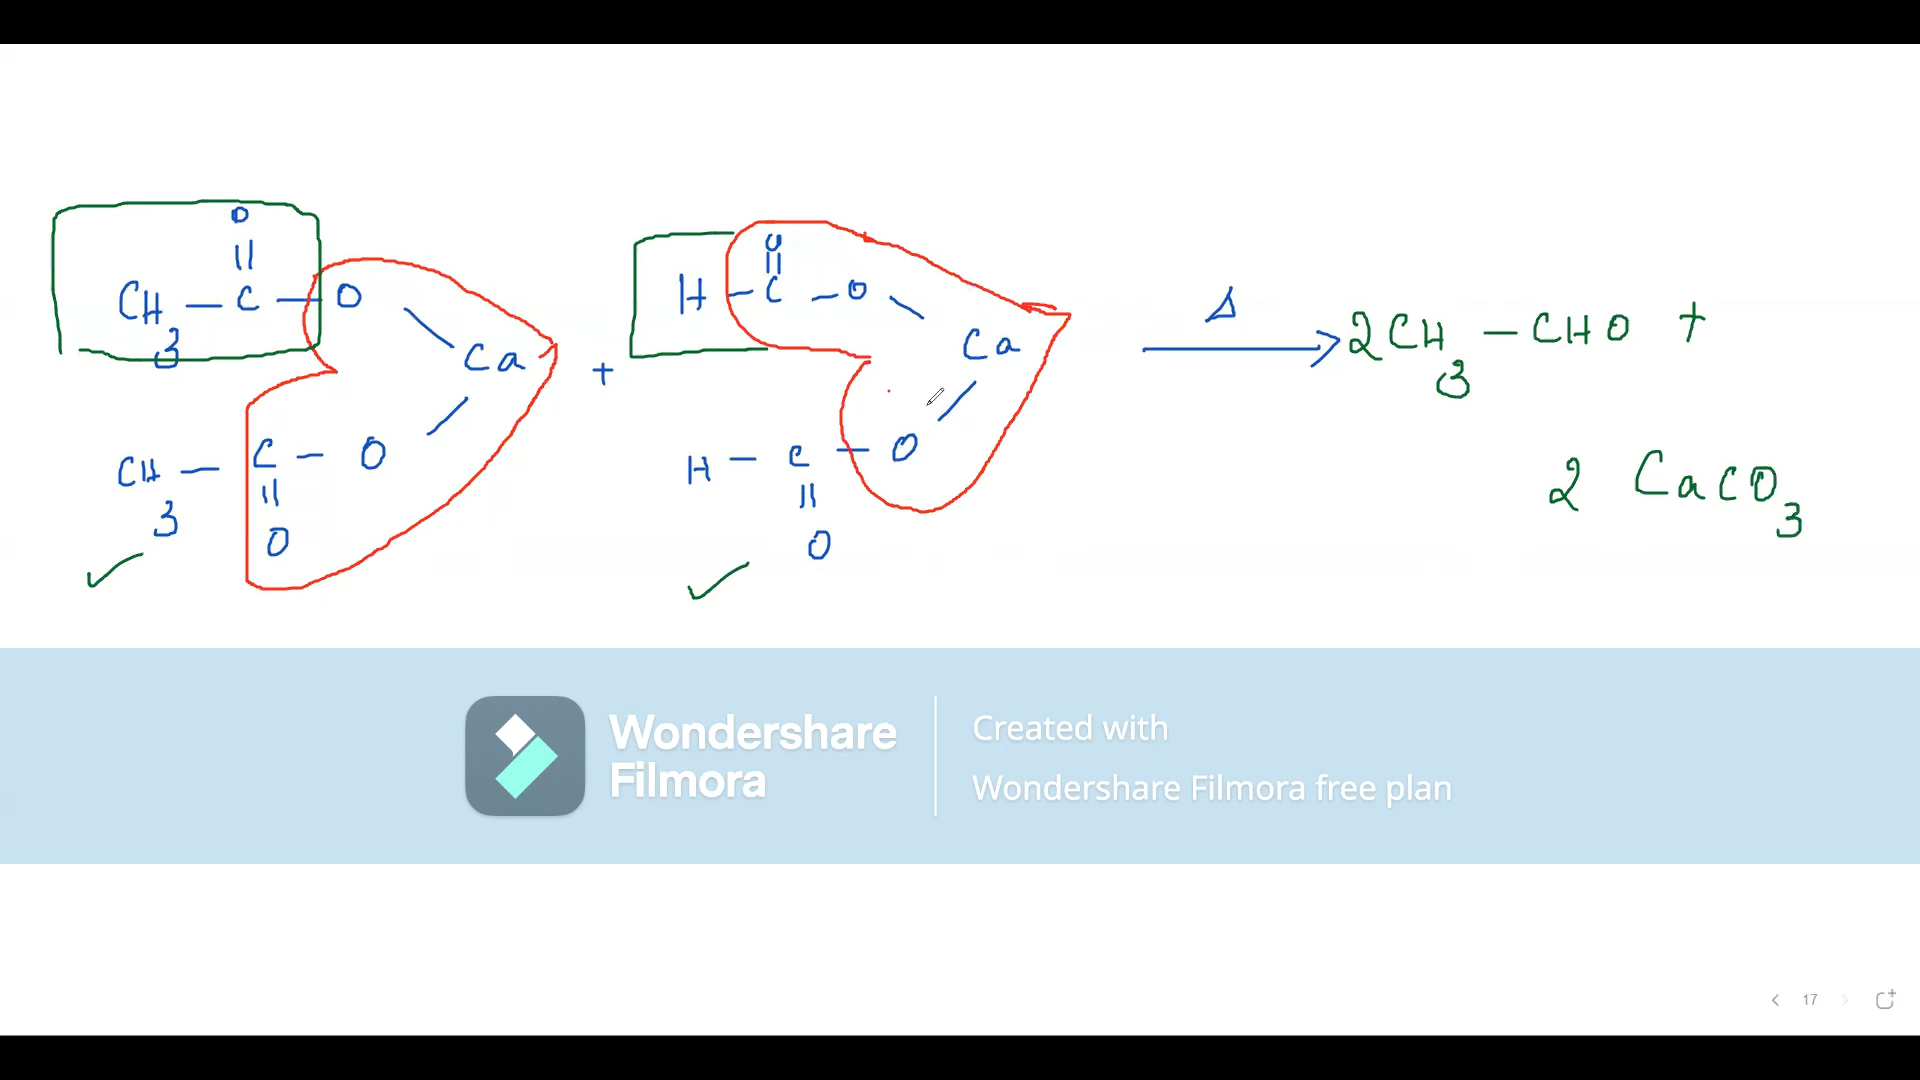 O                                O
||                               ||
CH3 — C — O        H — C — O        Δ
Ca + Ca ⟶ 2CH3 — CHO +
CH3 — C — O        H — C — O        2 CaCO3
||                               ||
O                                O
Wondershare Filmora
Created with
Wondershare Filmora free plan
17